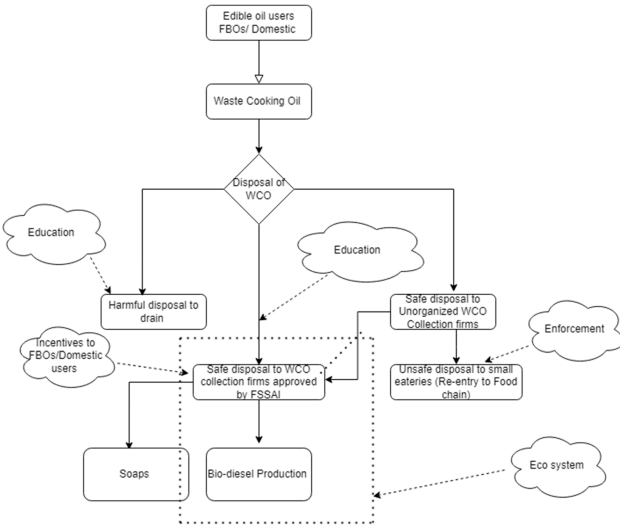 Edible oil users
FBOs/ Domestic
Waste Cooking Oil
Disposal of
WCO
Education
Education
Harmful disposal to
drain
Safe disposal to
Unorganized WCO
Collection firms
Enforcement
Incentives to
FBOs/Domestic
users
Safe disposal to WCO
collection firms approved
by FSSAI
Unsafe disposal to small
eateries (Re-entry to Food
chain)
Soaps
Bio-diesel Production
Eco system